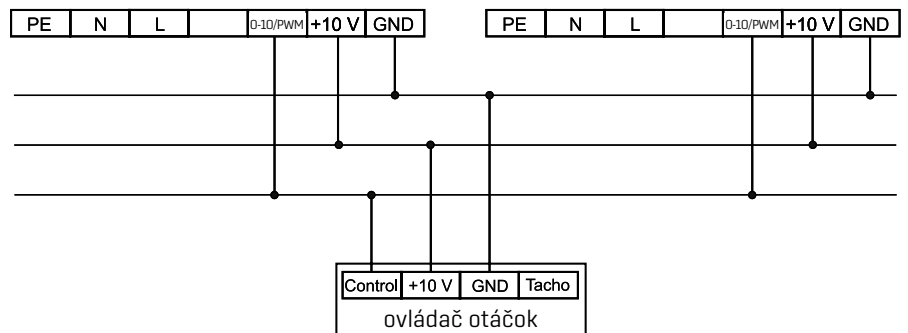 PE N L 0-10/PWM +10 V GND PE N L 0-10/PWM +10 V GND
Control +10 V GND Tacho
ovládač otáčok